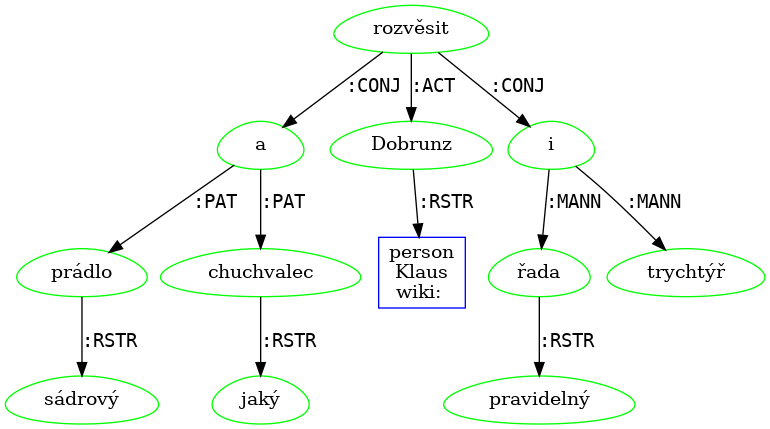 rozvěsit
:CONJ :ACT :CONJ
a Dobrunz i
:PAT :PAT :RSTR :MANN :MANN
prádlo chuchvalec person
Klaus
wiki: řada trychtýř
:RSTR :RSTR :RSTR
sádrový jaký pravidelný